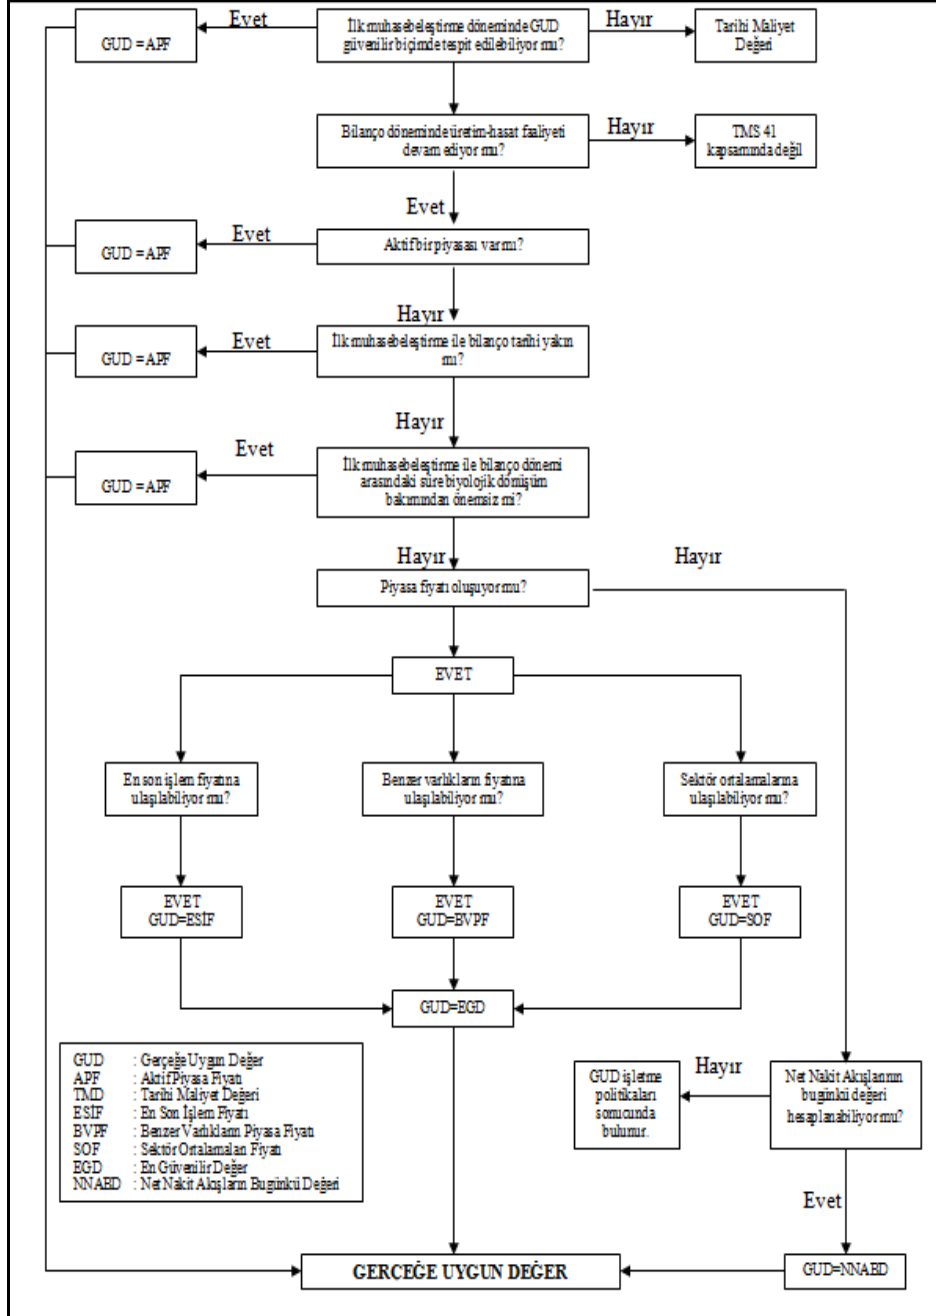 Evet
Hayır
GUD = APF
İlk muhasebeleştirme döneminde GUD
güvenilir biçimde tespit edilebiliyor mu?
Tarihi Maliyet
Değeri
Bilanço döneminde üretim-hasat faaliyeti
devam ediyor mu?
Hayır
TMS 41
kapsamında değil
Evet
GUD = APF
Evet
Aktif bir piyasası var mı?
Hayır
GUD = APF
Evet
İlk muhasebeleştirme ile bilanço tarihi yakın
mı?
Hayır
GUD = APF
Evet
İlk muhasebeleştirme ile bilanço dönemi
arasındaki süre biyolojik dönüşüm
bakımından önemsiz mi?
Hayır
Hayır
Piyasa fiyatı oluşuyor mu?
EVET
En son işlem fiyatına
ulaşılabiliyor mu?
Benzer varlıkların fiyatına
ulaşılabiliyor mu?
Sektör ortalamalarına
ulaşılabiliyor mu?
EVET
GUD=ESİF
EVET
GUD=BVPF
EVET
GUD=SOF
GUD=EGD
GUD : Gerçeğe Uygun Değer
APF : Aktif Piyasa Fiyatı
TMD : Tarihi Maliyet Değeri
ESİF : En Son İşlem Fiyatı
BVPF : Benzer Varlıkların Piyasa Fiyatı
SOF : Sektör Ortalamaları Fiyatı
EGD : En Güvenilir Değer
NNABD : Net Nakit Akışların Bugünkü Değeri
GUD işletme
politikaları
sonucunda
bulunur.
Hayır
Net Nakit Akışlarının
bugünkü değeri
hesaplanabiliyor mu?
Evet
GERÇEĞE UYGUN DEĞER
GUD=NNABD